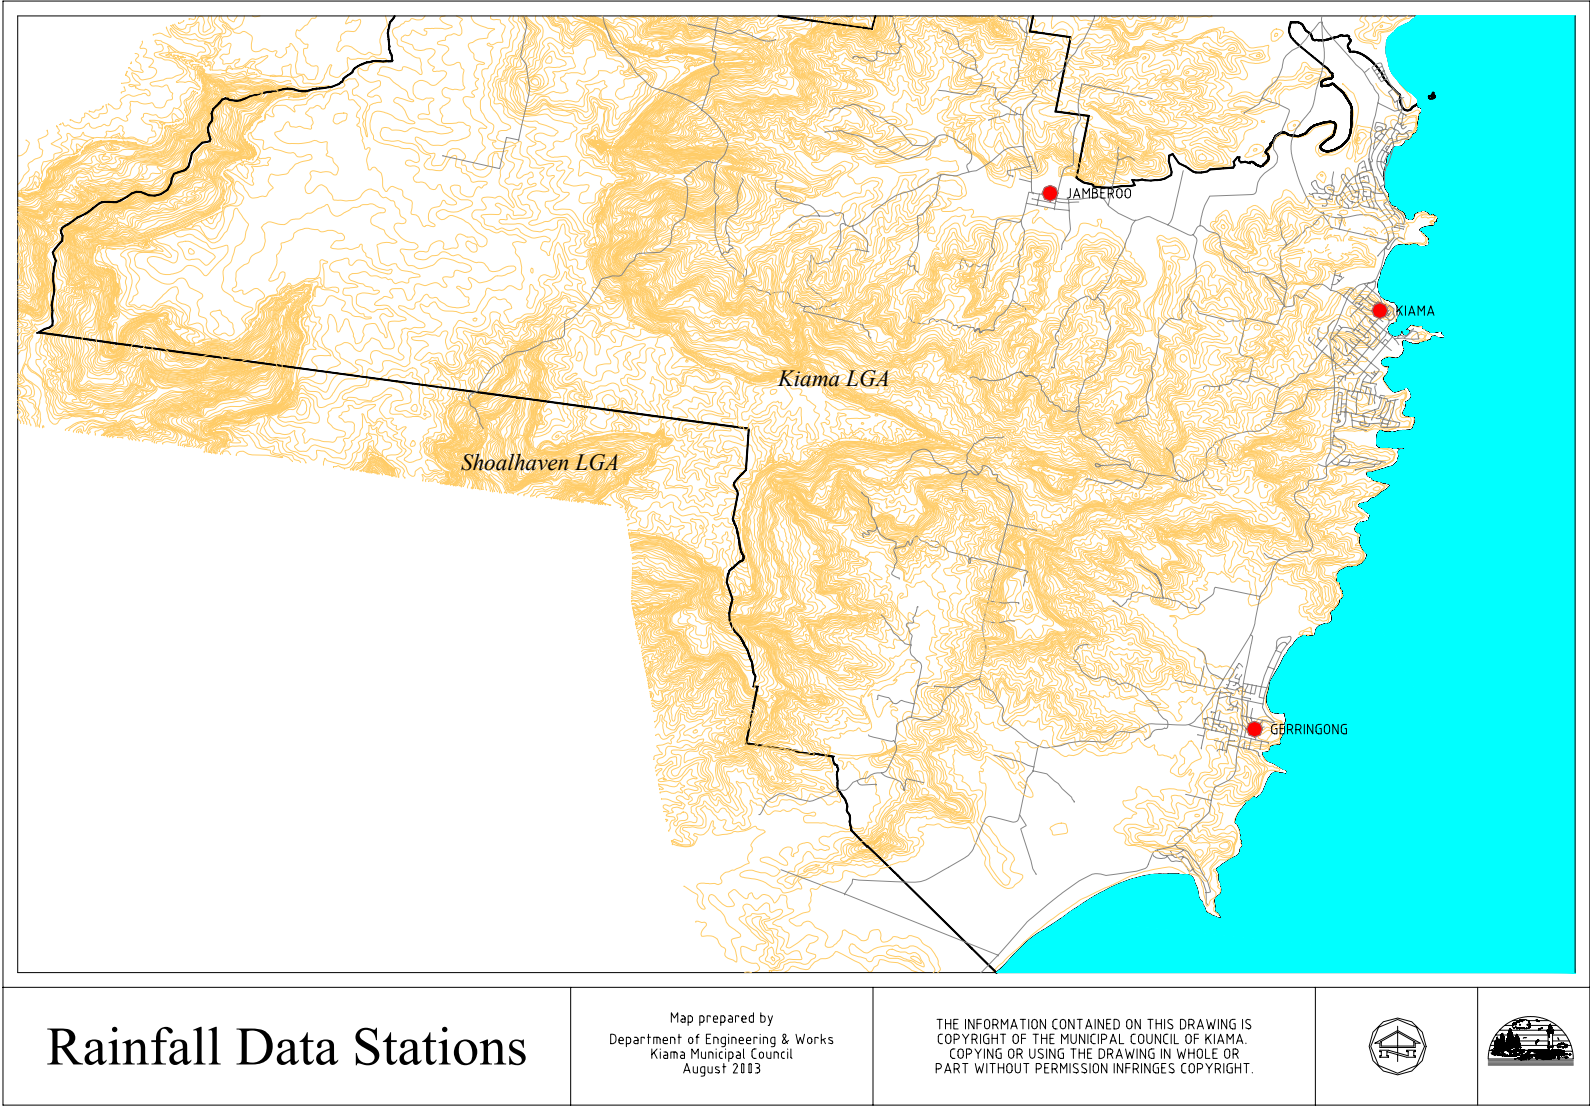 JAMBEROO
KIAMA
Kiama LGA
Shoalhaven LGA
GERRINGONG
Rainfall Data Stations
Map prepared by
Department of Engineering & Works
Kiama Municipal Council
August 2003
THE INFORMATION CONTAINED ON THIS DRAWING IS
COPYRIGHT OF THE MUNICIPAL COUNCIL OF KIAMA.
COPYING OR USING THE DRAWING IN WHOLE OR
PART WITHOUT PERMISSION INFRINGES COPYRIGHT.
N